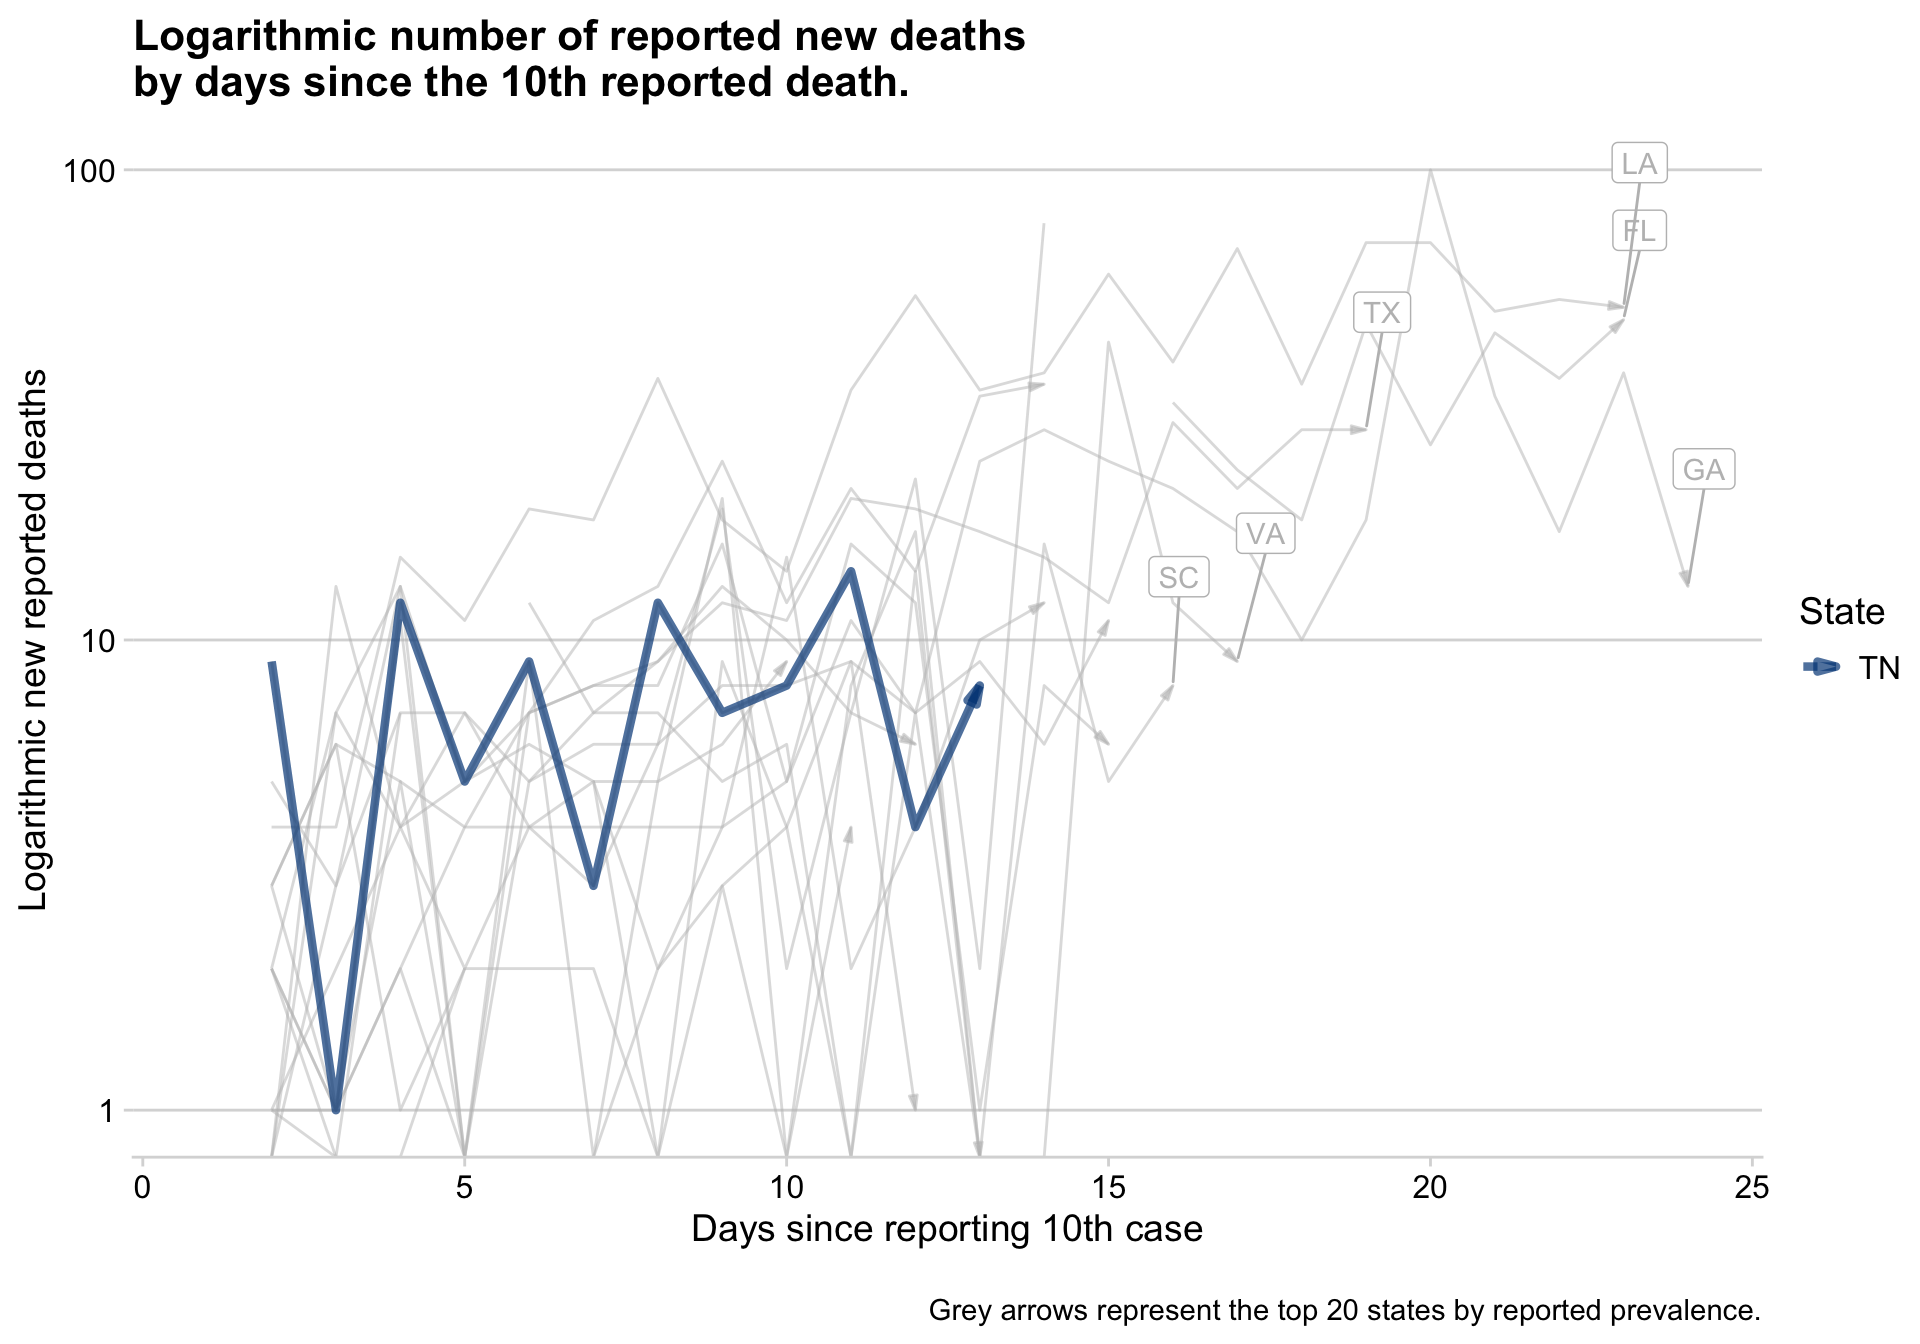 Logarithmic number of reported new deaths
by days since the 10th reported death.
Logarithmic new reported deaths
100
10
1
LA
FL
TX
GA
VA
SC
State
TN
0 5 10 15 20 25
Days since reporting 10th case
Grey arrows represent the top 20 states by reported prevalence.